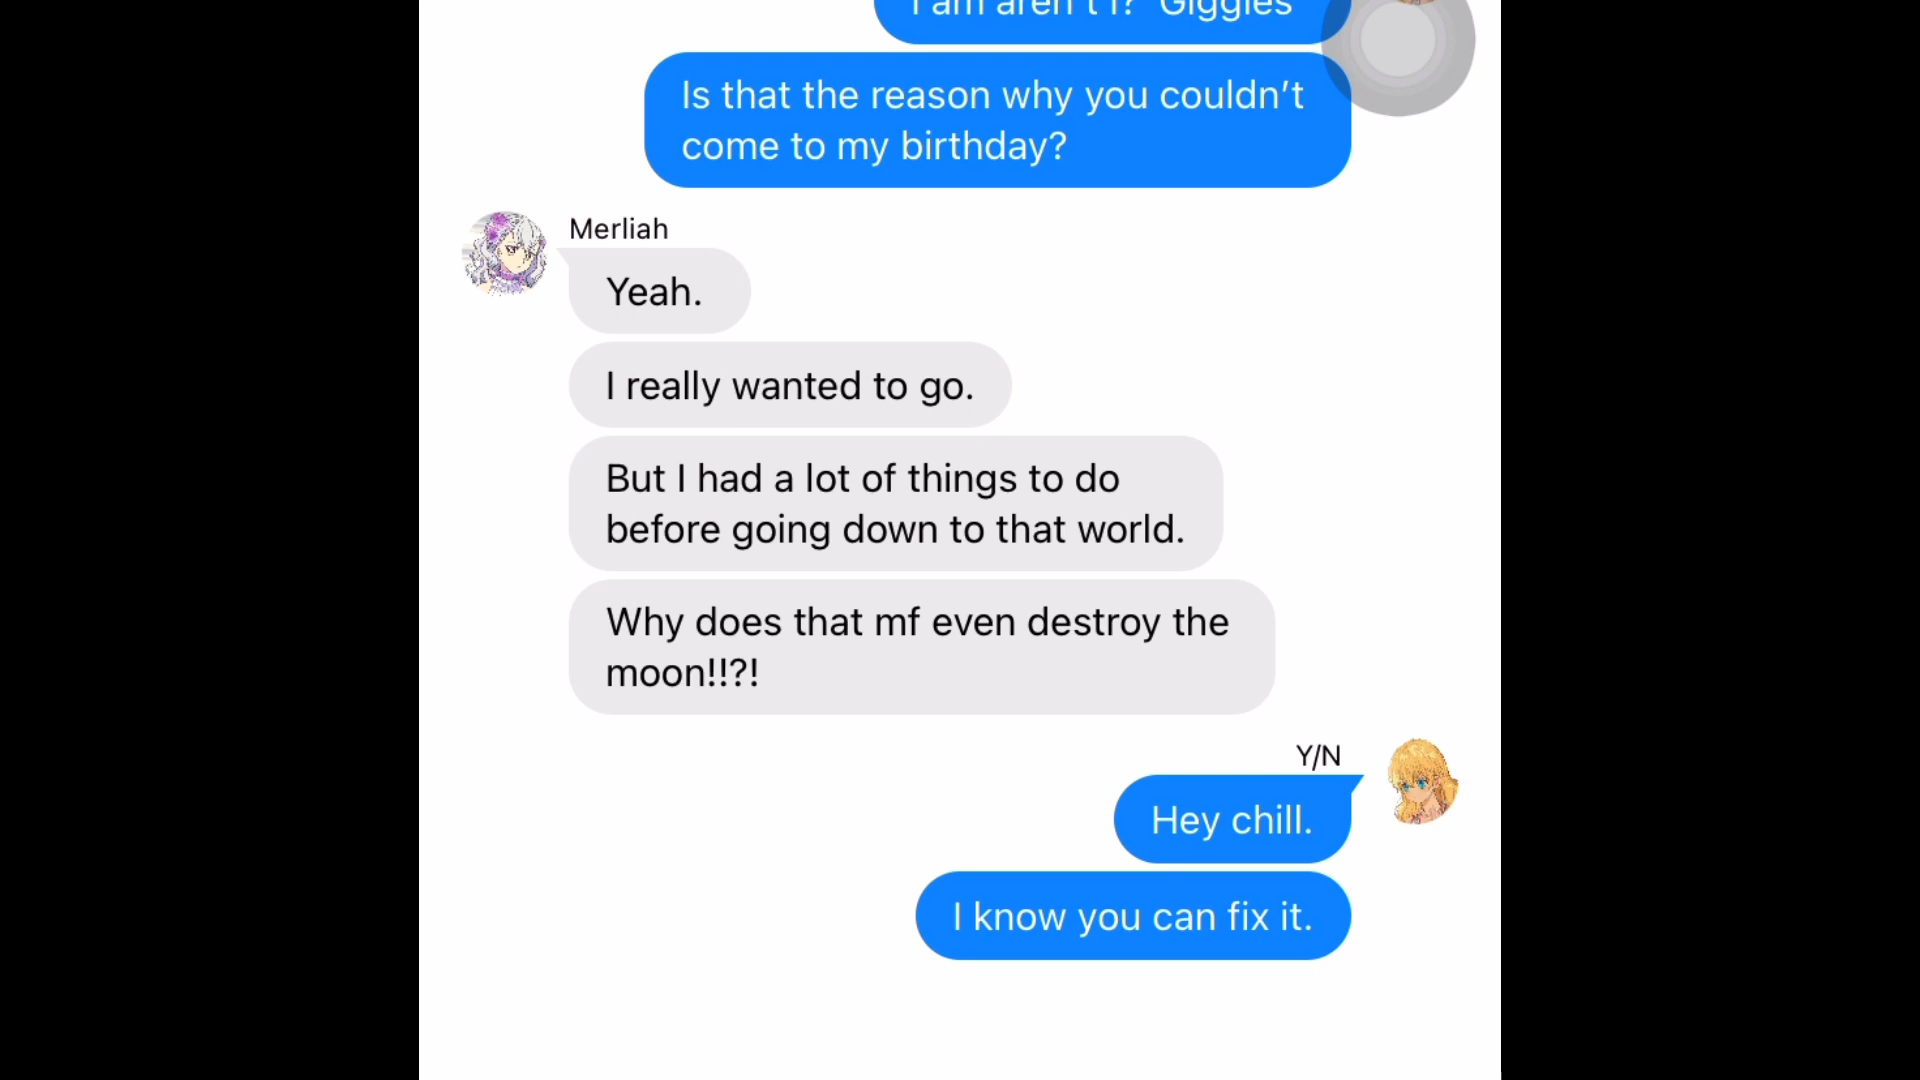 I am aren't I? Giggles
Is that the reason why you couldn’t
come to my birthday?
Merliah
Yeah.
I really wanted to go.
But I had a lot of things to do
before going down to that world.
Why does that mf even destroy the
moon!!?!
Y/N
Hey chill.
I know you can fix it.